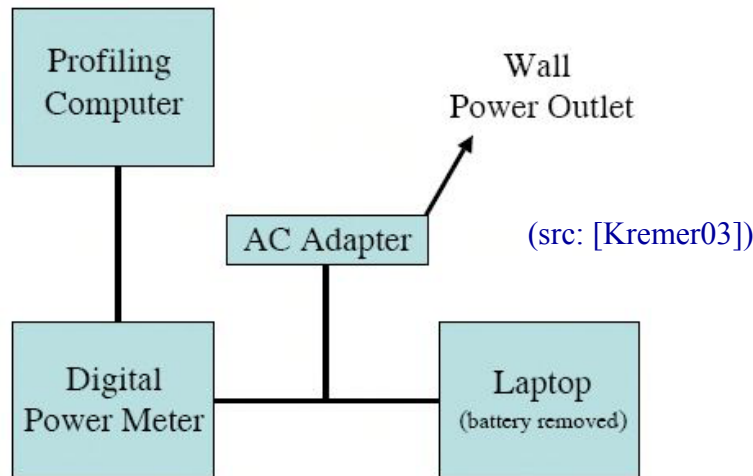 Profiling
Computer
Wall
Power Outlet
AC Adapter
(src: [Kremer03])
Digital
Power Meter
Laptop
(battery removed)